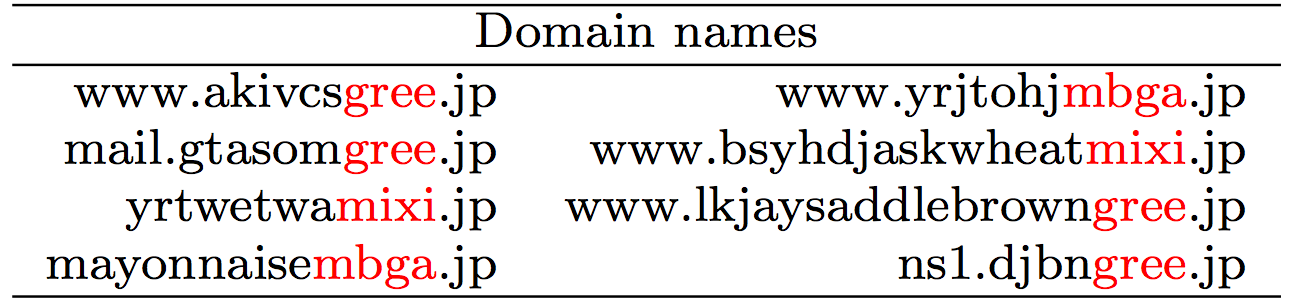 Domain names
www.akivcsgree.jp www.yrjtohjmbga.jp
mail.gtasomgree.jp www.bsyhdjaskwheatmixi.jp
yrtwetwamixi.jp www.lkjaysaddlebrowngree.jp
mayonnaisembga.jp ns1.djbngree.jp